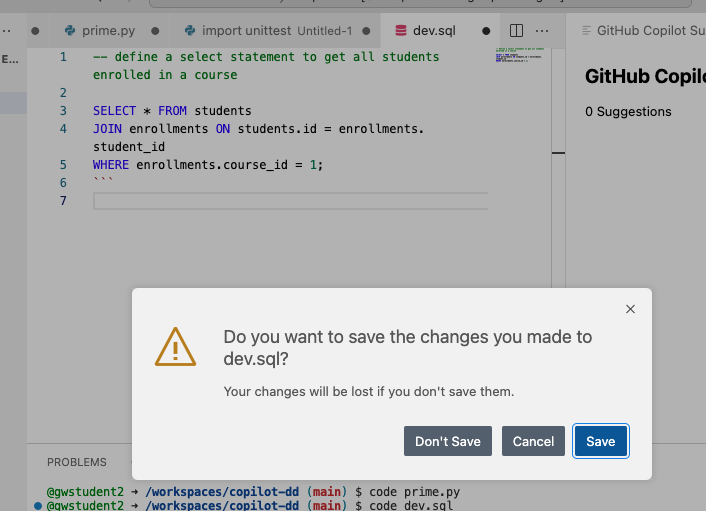 prime.py
import unittest Untitled-1
dev.sql
GitHub Copilot Su
E...
1 -- define a select statement to get all students
enrolled in a course
2
3 SELECT * FROM students
4 JOIN enrollments ON students.id = enrollments.
student_id
5 WHERE enrollments.course_id = 1;
6 ```
7
GitHub Copilo
0 Suggestions
Do you want to save the changes you made to
dev.sql?
Your changes will be lost if you don't save them.
Don't Save
Cancel
Save
PROBLEMS
@gwstudent2 ➜ /workspaces/copilot-dd (main) $ code prime.py
@gwstudent2 ➜ /workspaces/copilot-dd (main) $ code dev.sql